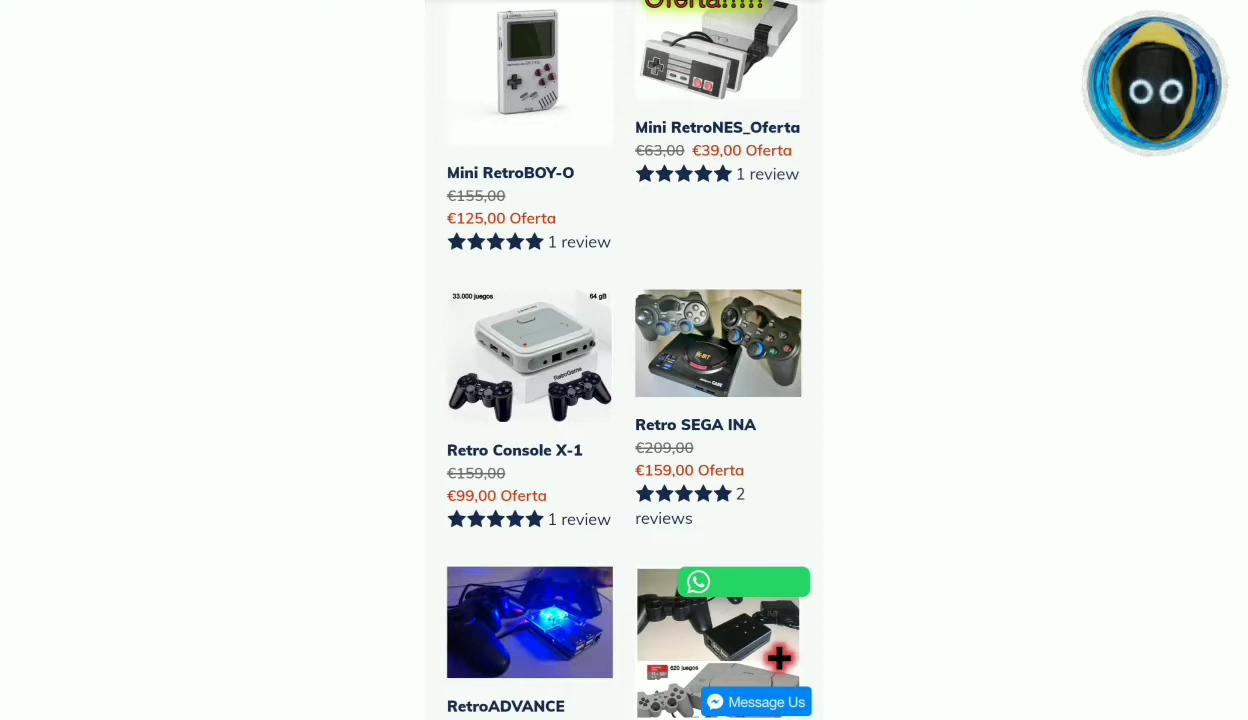 Oferta!!!!!
Mini RetroBOY-O
€155,00
€125,00 Oferta
1 review
Mini RetroNES_Oferta
€63,00 €39,00 Oferta
1 review
33.000 juegos 64 gB
RetroGame
Retro Console X-1
€159,00
€99,00 Oferta
1 review
Retro SEGA INA
€209,00
€159,00 Oferta
2
reviews
RetroADVANCE
620 juegos
Message Us